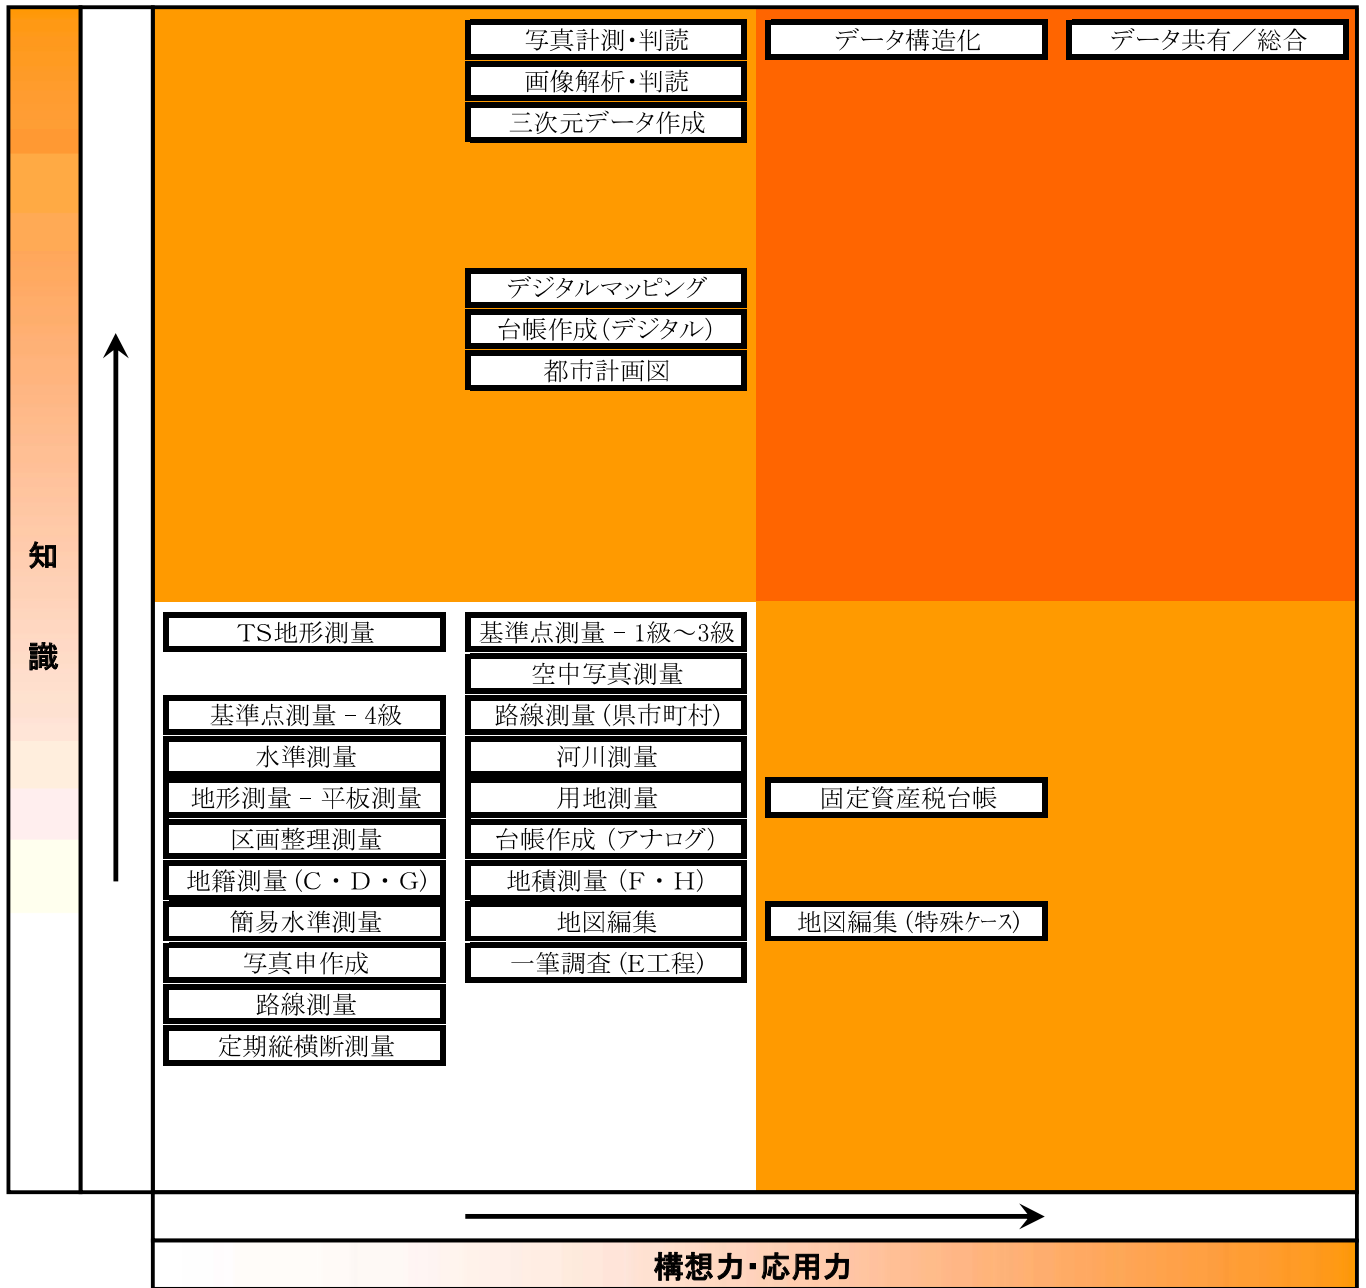 写真計測・判読
データ構造化
データ共有／総合
画像解析・判読
三次元データ作成
デジタルマッピング
台帳作成(デジタル)
都市計画図
知
識
TS地形測量
基準点測量－1級～3級
空中写真測量
基準点測量－4級
路線測量(県市町村)
水準測量
河川測量
地形測量－平板測量
用地測量
固定資産税台帳
区画整理測量
台帳作成(アナログ)
地籍測量(C・D・G)
地積測量(F・H)
簡易水準測量
地図編集
地図編集(特殊ケース)
写真申作成
一筆調査(E工程)
路線測量
定期縦横断測量
構想力・応用力